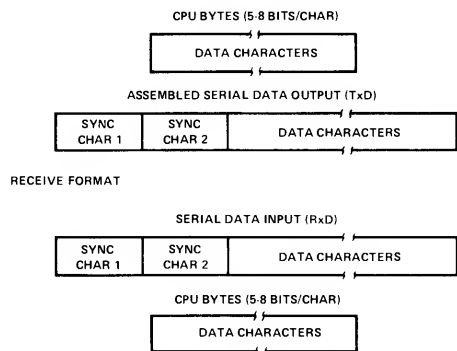 CPU BYTES (5-8 BITS/CHAR)
DATA CHARACTERS
ASSEMBLED SERIAL DATA OUTPUT (TxD)
SYNC CHAR 1
SYNC CHAR 2
DATA CHARACTERS
RECEIVE FORMAT
SERIAL DATA INPUT (RxD)
SYNC CHAR 1
SYNC CHAR 2
DATA CHARACTERS
CPU BYTES (5-8 BITS/CHAR)
DATA CHARACTERS